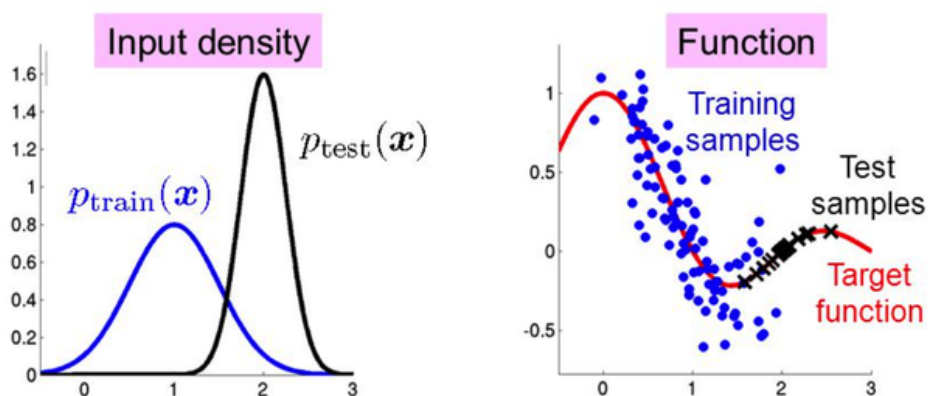 Input density
1.6
1.4
1.2
1
0.8
0.6
0.4
0.2
0
0 1 2 3
p_train(x)
p_test(x)
Function
1
0.5
0
-0.5
0 1 2 3
Training
samples
Test
samples
Target
function